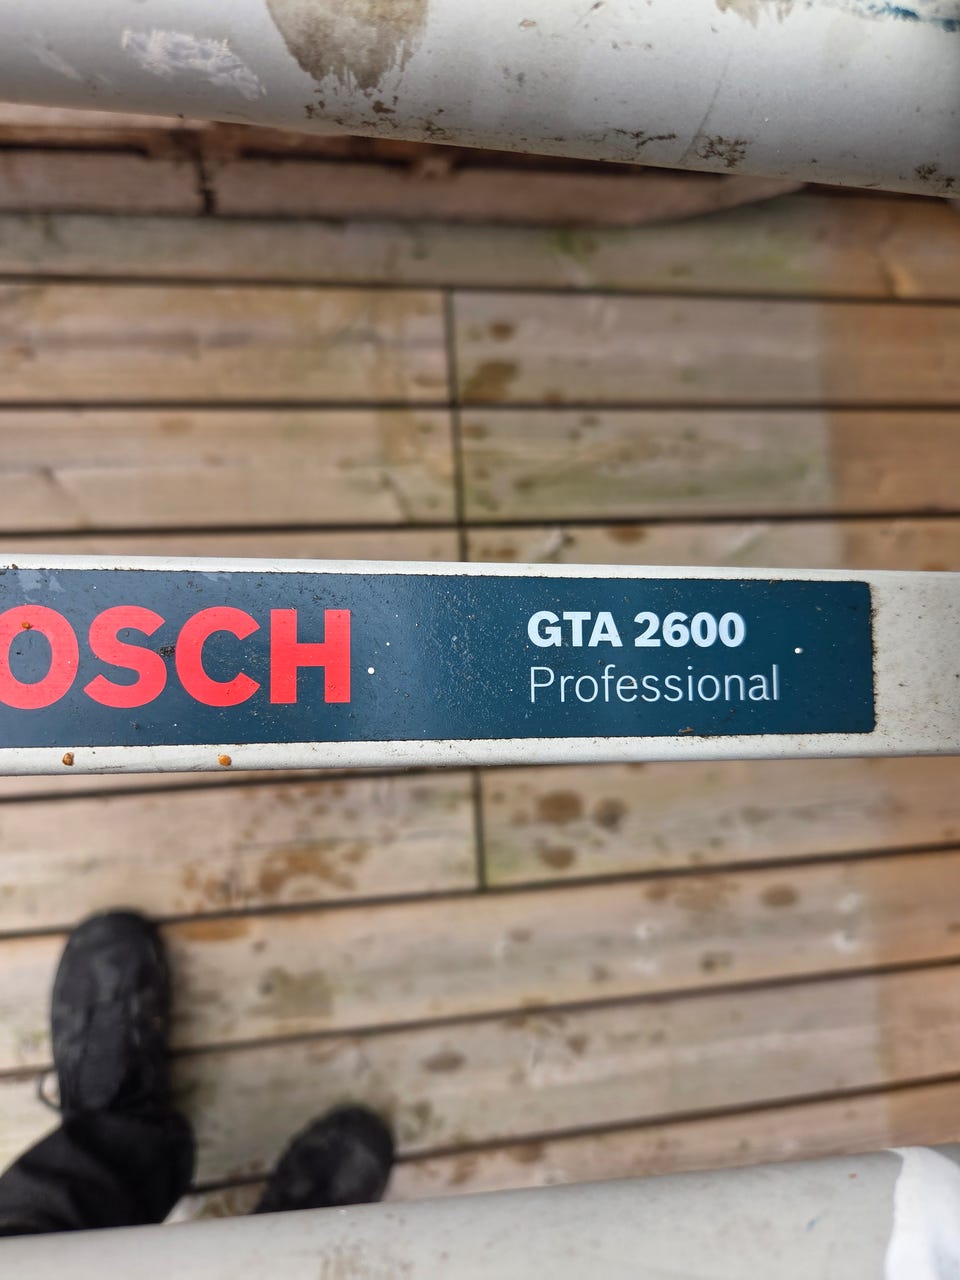 OSCH
GTA 2600
Professional